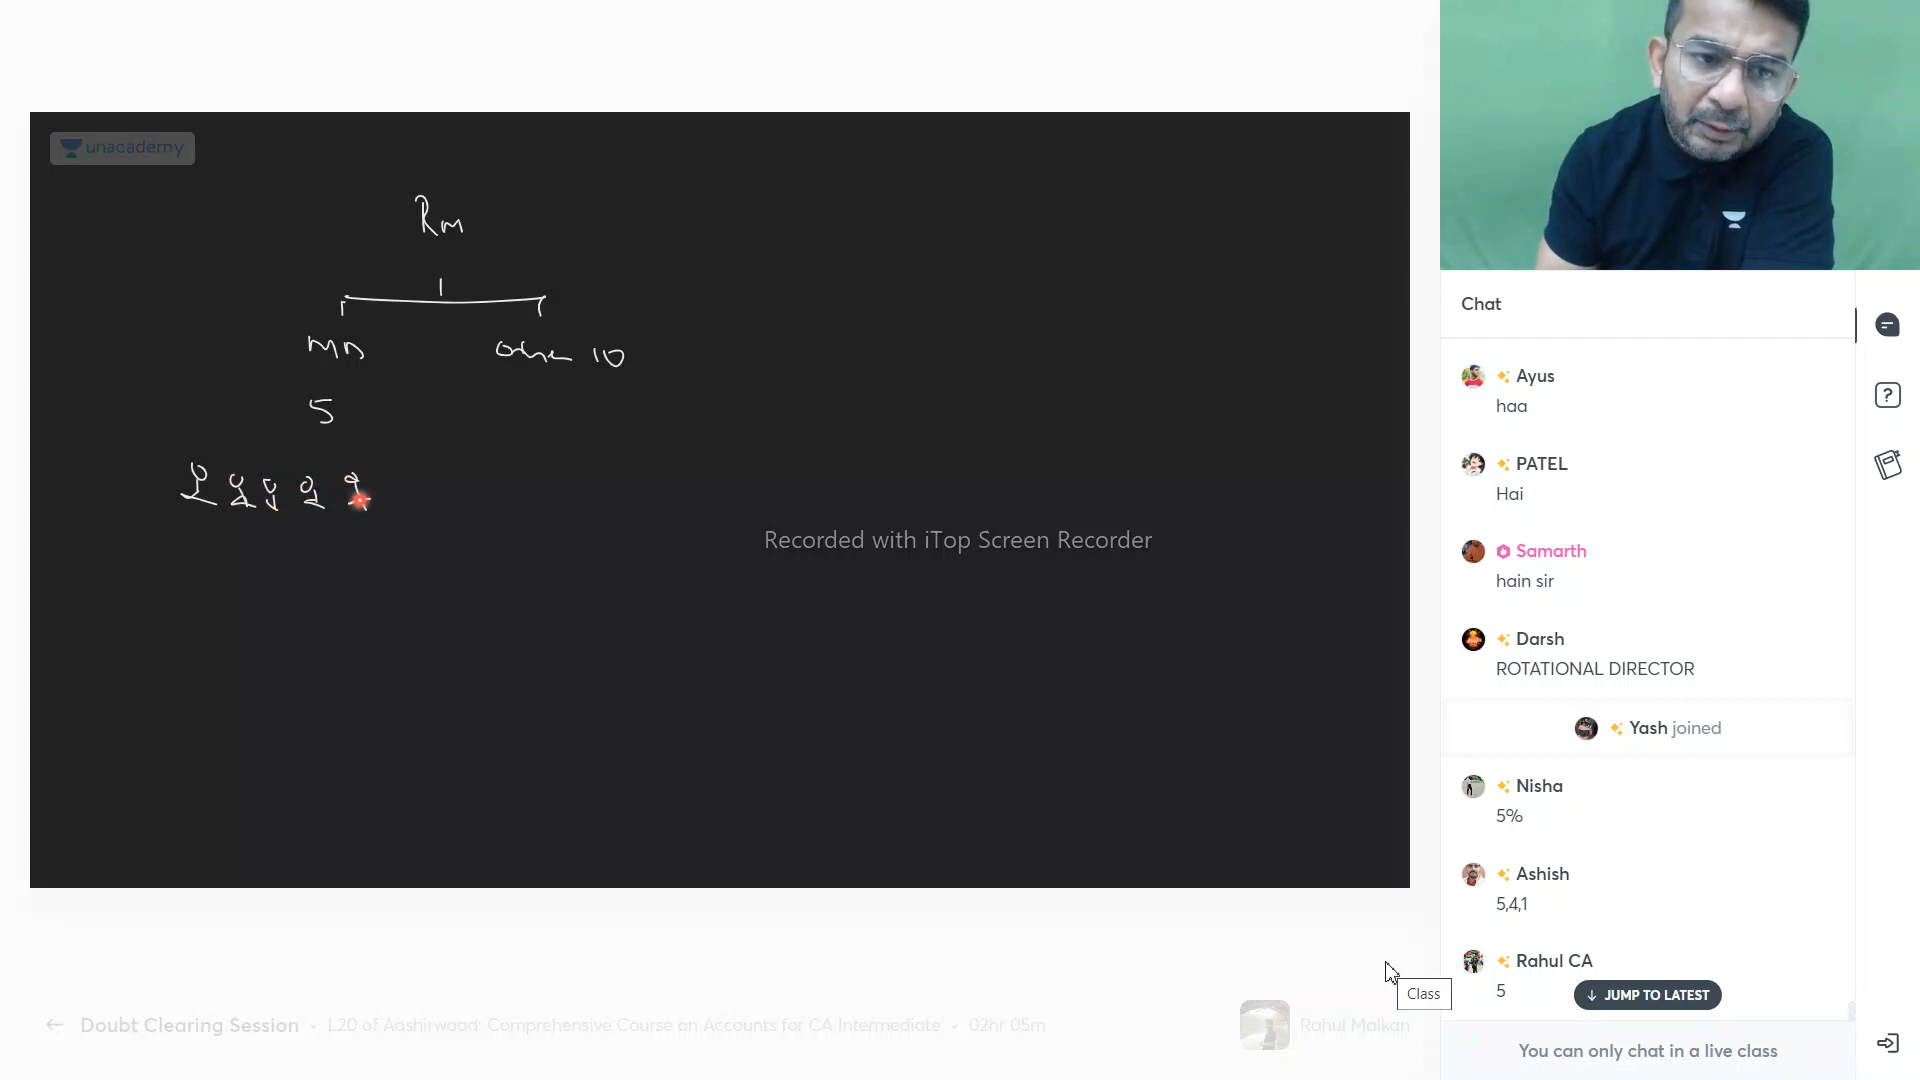 unacademy
Rm
MD
other 10
5
Recorded with iTop Screen Recorder
Chat
Ayus
haa
PATEL
Hai
Samarth
hain sir
Darsh
ROTATIONAL DIRECTOR
Yash joined
Nisha
5%
Ashish
5,4,1
Rahul CA
5
↓ JUMP TO LATEST
You can only chat in a live class
Class
← Doubt Clearing Session • L20 of Aashirwaad: Comprehensive Course on Accounts for CA Intermediate • 02hr 05m
Rahul Malkan